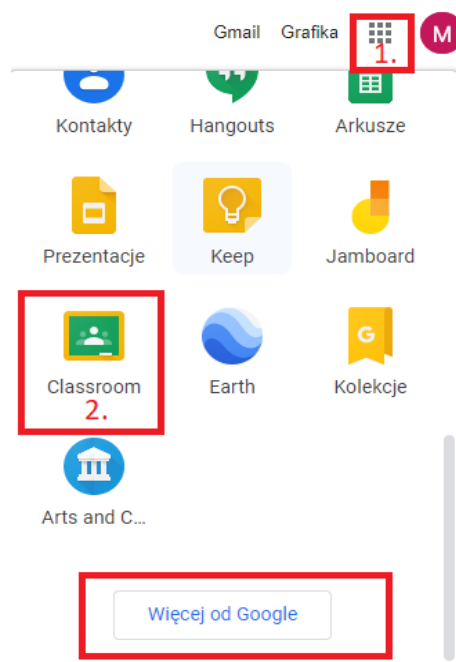 Gmail Grafika
1.
M
Kontakty Hangouts Arkusze
Prezentacje Keep Jamboard
G
Classroom Earth Kolekcje
2.
Arts and C...
Więcej od Google